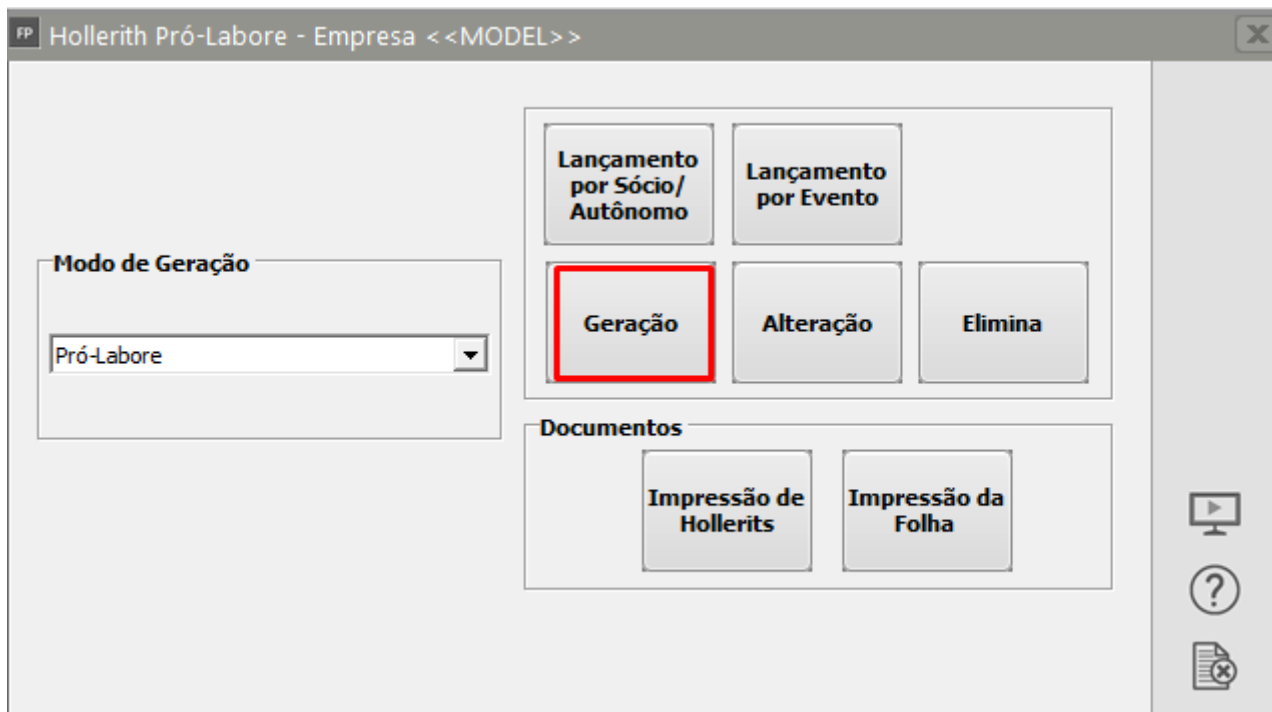 FP Hollerith Pró-Labore - Empresa <<MODEL>>
Lançamento
por Sócio/
Autônomo
Lançamento
por Evento
Modo de Geração
Pró-Labore
Geração
Alteração
Elimina
Documentos
Impressão de
Hollerits
Impressão da
Folha